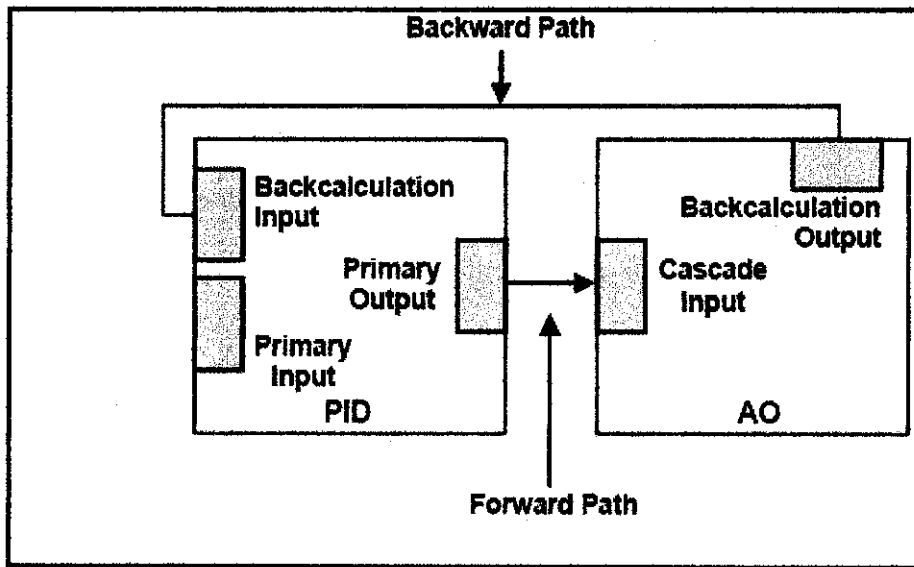 Backward Path
Backcalculation
Input
Backcalculation
Output
Primary
Output
Cascade
Input
Primary
Input
PID
AO
Forward Path